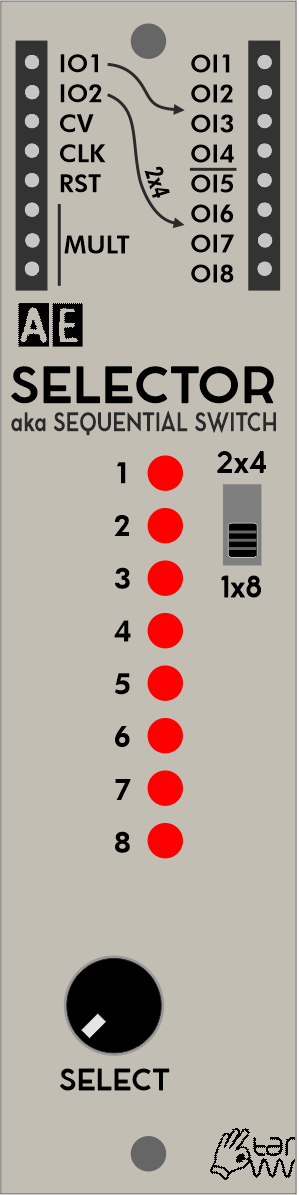 IO1
IO2
CV
CLK
RST
MULT
2x4
OI1
OI2
OI3
OI4
OI5
OI6
OI7
OI8
AE
SELECTOR
aka SEQUENTIAL SWITCH
2x4
1x8
1
2
3
4
5
6
7
8
SELECT